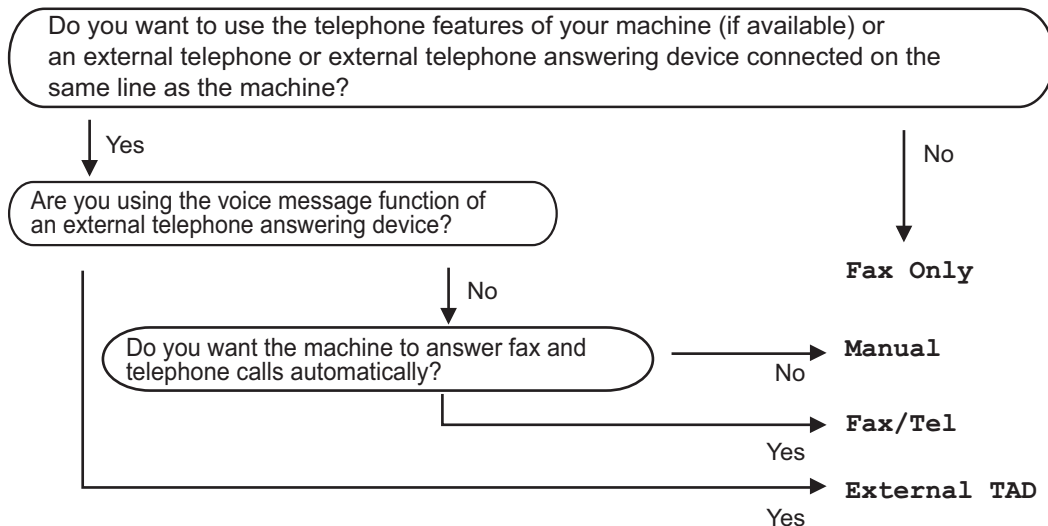 Do you want to use the telephone features of your machine (if available) or
an external telephone or external telephone answering device connected on the
same line as the machine?
Yes
No
Are you using the voice message function of
an external telephone answering device?
Fax Only
No
Do you want the machine to answer fax and
telephone calls automatically?
Manual
No
Fax/Tel
Yes
External TAD
Yes